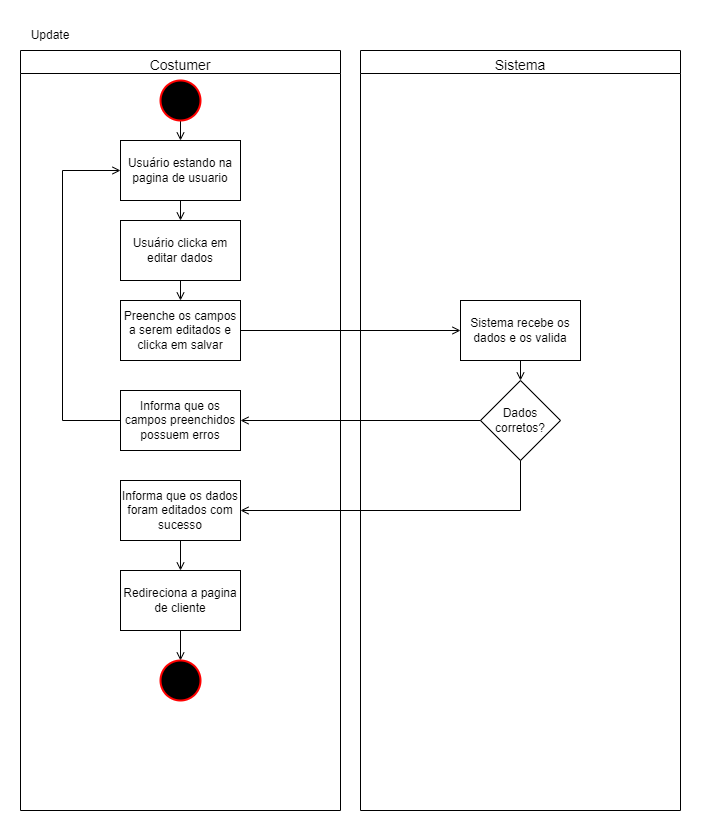 Update
Costumer
Sistema
Usuário estando na
pagina de usuario
Usuário clicka em
editar dados
Preenche os campos
a serem editados e
clicka em salvar
Sistema recebe os
dados e os valida
Dados
corretos?
Informa que os
campos preenchidos
possuem erros
Informa que os dados
foram editados com
sucesso
Redireciona a pagina
de cliente